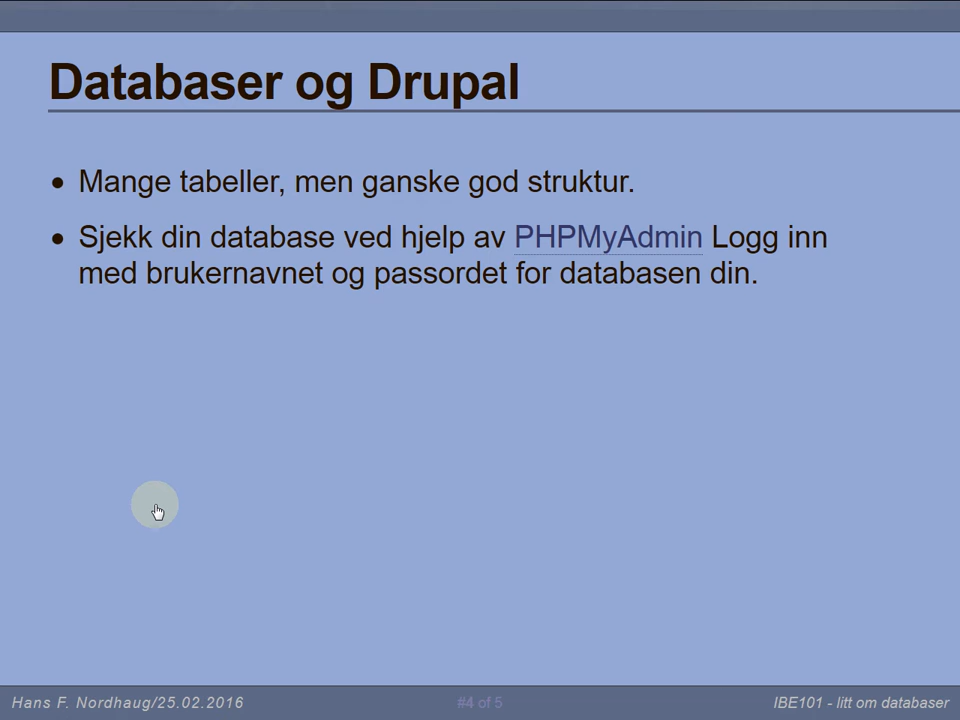 Databaser og Drupal
• Mange tabeller, men ganske god struktur.
• Sjekk din database ved hjelp av PHPMyAdmin Logg inn
med brukernavnet og passordet for databasen din.
Hans F. Nordhaug/25.02.2016
#4 of 5
IBE101 - litt om databaser